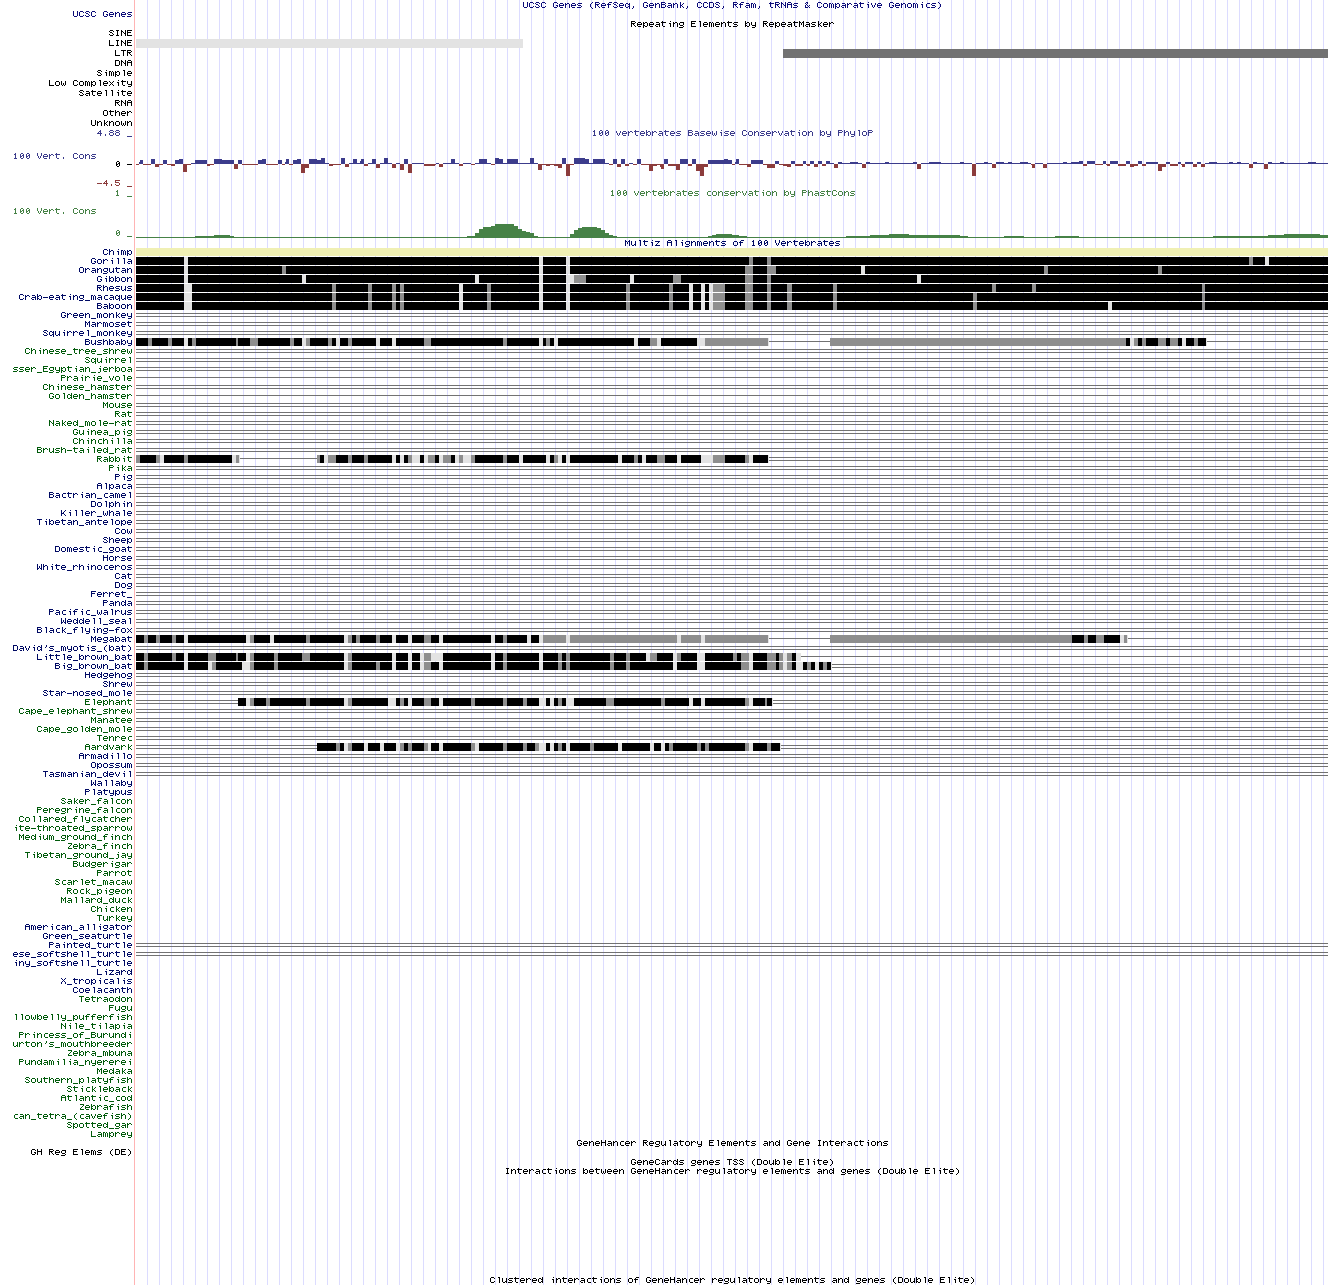 UCSC Genes (RefSeq, GenBank, CCDS, Rfam, tRNAs & Comparative Genomics)
UCSC Genes
Repeating Elements by RepeatMasker
SINE
LINE
LTR
DNA
Simple
Low Complexity
Satellite
RNA
Other
Unknown
4.88 _
100 vertebrates Basewise Conservation by PhyloP
100 Vert. Cons
0 _
-4.5 _
1 _
100 vertebrates conservation by PhastCons
100 Vert. Cons
0 _
Multiz Alignments of 100 Vertebrates
Chimp
Gorilla
Orangutan
Gibbon
Rhesus
Crab-eating_macaque
Baboon
Green_monkey
Marmoset
Squirrel_monkey
Bushbaby
Chinese_tree_shrew
Squirrel
sser_Egyptian_jerboa
Prairie_vole
Chinese_hamster
Golden_hamster
Mouse
Rat
Naked_mole-rat
Guinea_pig
Chinchilla
Brush-tailed_rat
Rabbit
Pika
Pig
Alpaca
Bactrian_camel
Dolphin
Killer_whale
Tibetan_antelope
Cow
Sheep
Domestic_goat
Horse
White_rhinoceros
Cat
Dog
Ferret_
Panda
Pacific_walrus
Weddell_seal
Black_flying-fox
Megabat
David's_myotis_(bat)
Little_brown_bat
Big_brown_bat
Hedgehog
Shrew
Star-nosed_mole
Elephant
Cape_elephant_shrew
Manatee
Cape_golden_mole
Tenrec
Aardvark
Armadillo
Opossum
Tasmanian_devil
Wallaby
Platypus
Saker_falcon
Peregrine_falcon
Collared_flycatcher
ite-throated_sparrow
Medium_ground_finch
Zebra_finch
Tibetan_ground_jay
Budgerigar
Parrot
Scarlet_macaw
Rock_pigeon
Mallard_duck
Chicken
Turkey
American_alligator
Green_seaturtle
Painted_turtle
ese_softshell_turtle
iny_softshell_turtle
Lizard
X_tropicalis
Coelacanth
Tetraodon
Fugu
llowbelly_pufferfish
Nile_tilapia
Princess_of_Burundi
urton's_mouthbreeder
Zebra_mbuna
Pundamilia_nyererei
Medaka
Southern_platyfish
Stickleback
Atlantic_cod
Zebrafish
can_tetra_(cavefish)
Spotted_gar
Lamprey
GeneHancer Regulatory Elements and Gene Interactions
GH Reg Elems (DE)
GeneCards genes TSS (Double Elite)
Interactions between GeneHancer regulatory elements and genes (Double Elite)
Clustered interactions of GeneHancer regulatory elements and genes (Double Elite)